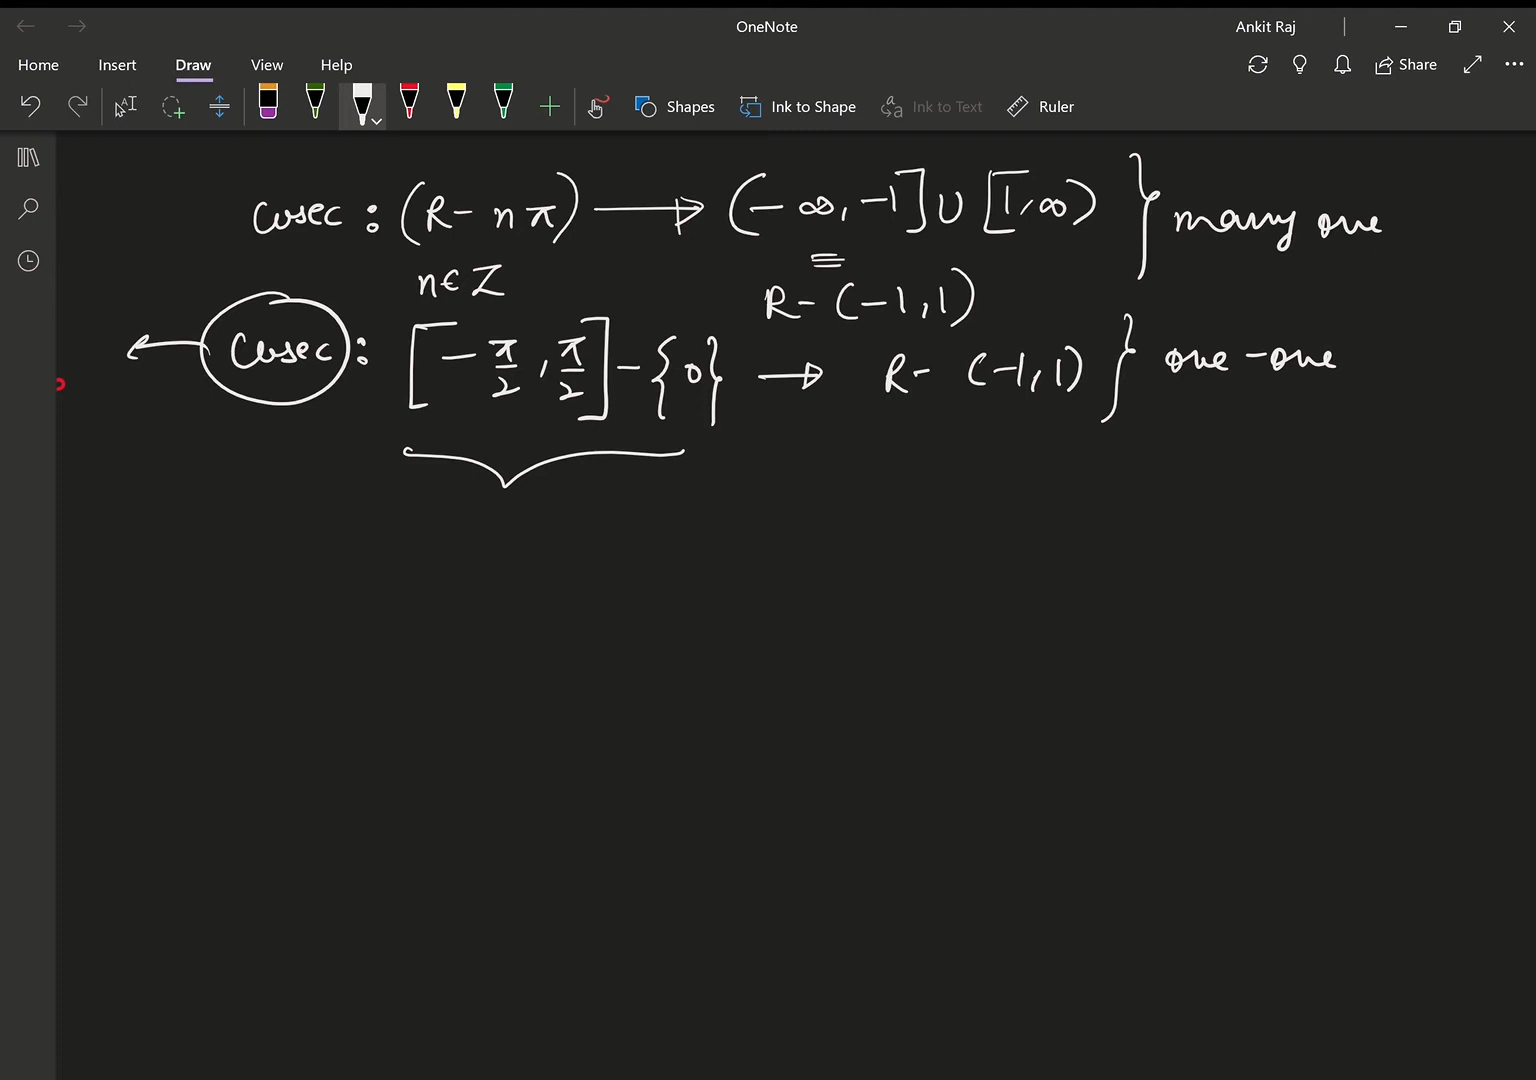 OneNote
Ankit Raj
Home Insert Draw View Help
Share
Shapes
Ink to Shape
Ink to Text
Ruler
cosec : (R - nπ) → (-∞, -1] ∪ [1, ∞) } many one
n ∈ Z
= R - (-1, 1)
← cosec : [-π/2, π/2] - {0} → R - (-1, 1) } one-one